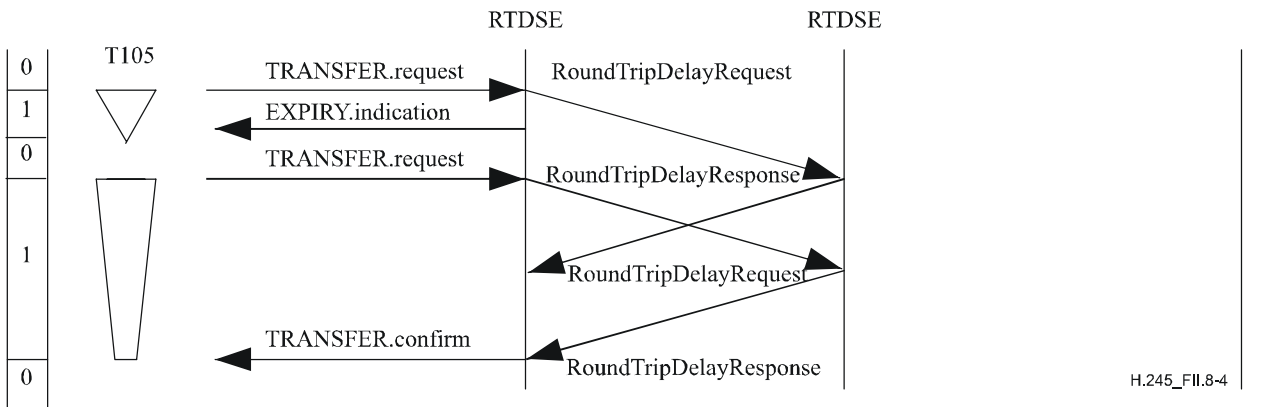 RTDSE RTDSE
T105
0
TRANSFER.request RoundTripDelayRequest
1
EXPIRY.indication
0
TRANSFER.request RoundTripDelayResponse
1
RoundTripDelayRequest
TRANSFER.confirm
RoundTripDelayResponse
0
H.245_FII.8-4